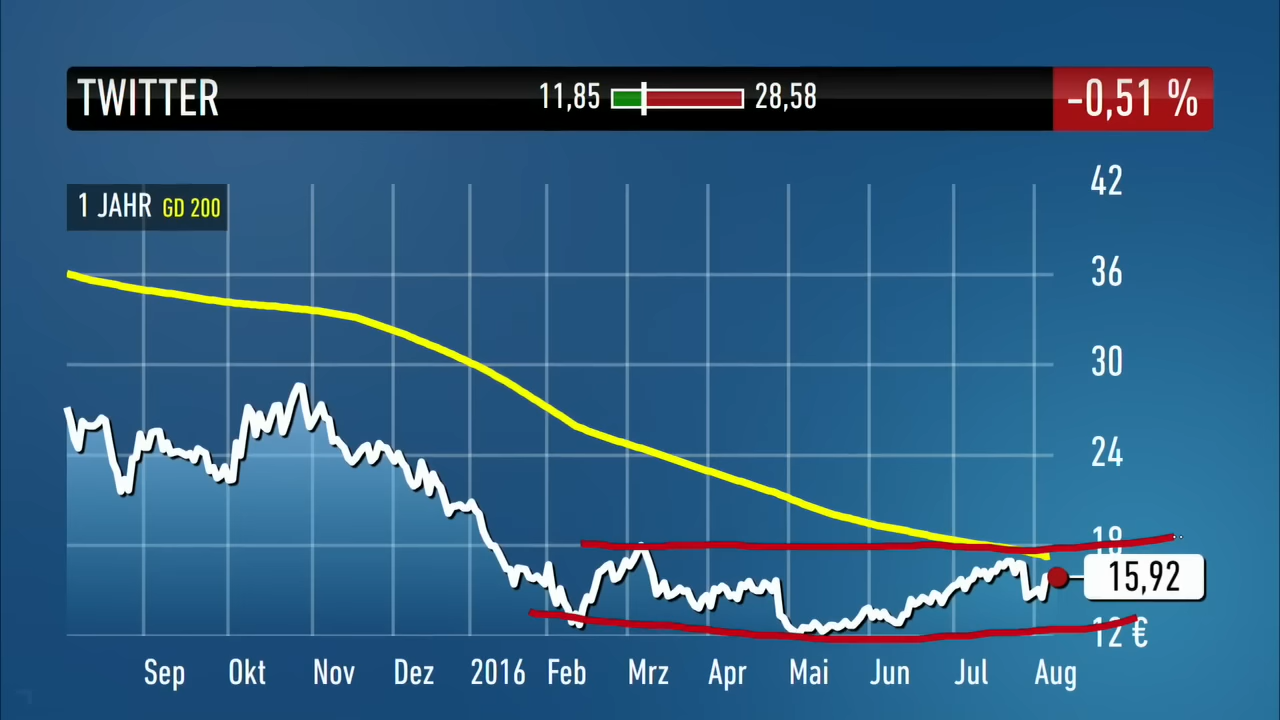 TWITTER 11,85 28,58 -0,51 %
1 JAHR GD 200
42
36
30
24
18
15,92
12 €
Sep Okt Nov Dez 2016 Feb Mrz Apr Mai Jun Jul Aug